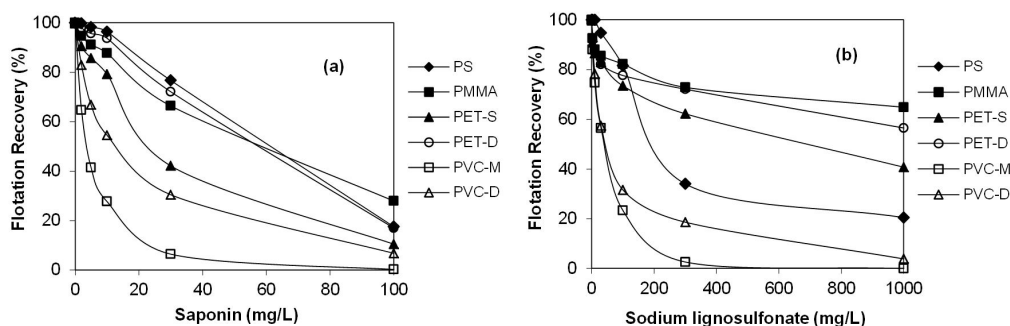 100
80
60
40
20
0
Flotation Recovery (%)
0 20 40 60 80 100
Saponin (mg/L)
(a)
PS
PMMA
PET-S
PET-D
PVC-M
PVC-D
100
80
60
40
20
0
Flotation Recovery (%)
0 200 400 600 800 1000
Sodium lignosulfonate (mg/L)
(b)
PS
PMMA
PET-S
PET-D
PVC-M
PVC-D